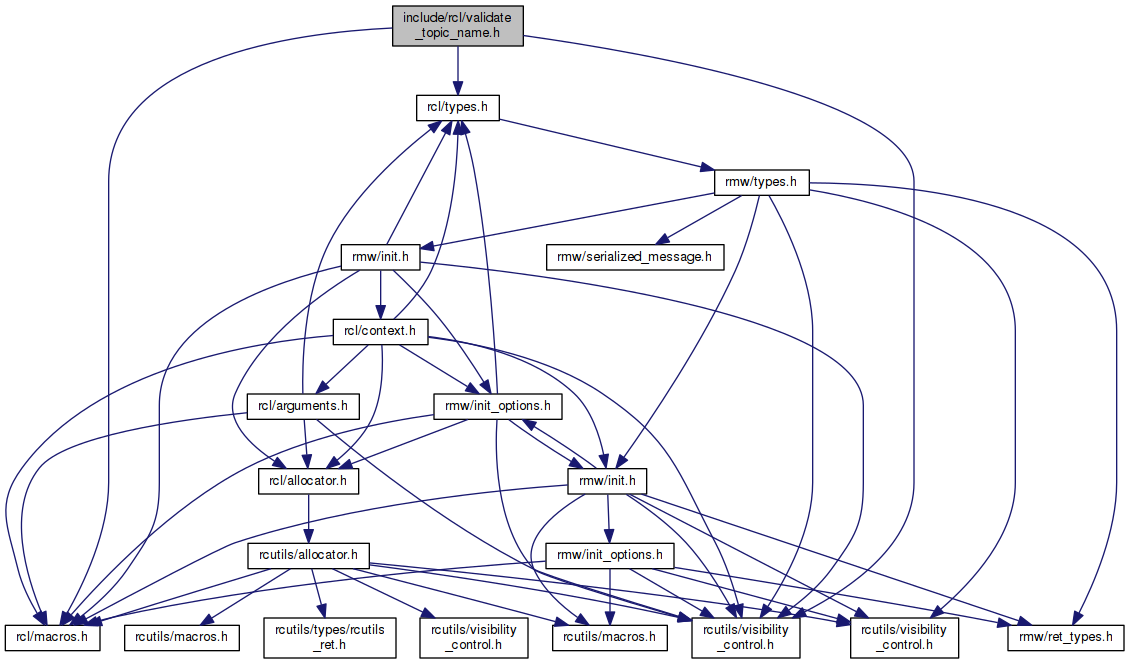 include/rcl/validate
_topic_name.h
rcl/types.h
rmw/types.h
rmw/init.h
rmw/serialized_message.h
rcl/context.h
rcl/arguments.h
rmw/init_options.h
rcl/allocator.h
rmw/init.h
rcutils/allocator.h
rmw/init_options.h
rcl/macros.h
rcutils/macros.h
rcutils/types/rcutils
_ret.h
rcutils/visibility
_control.h
rcutils/macros.h
rcutils/visibility
_control.h
rcutils/visibility
_control.h
rmw/ret_types.h